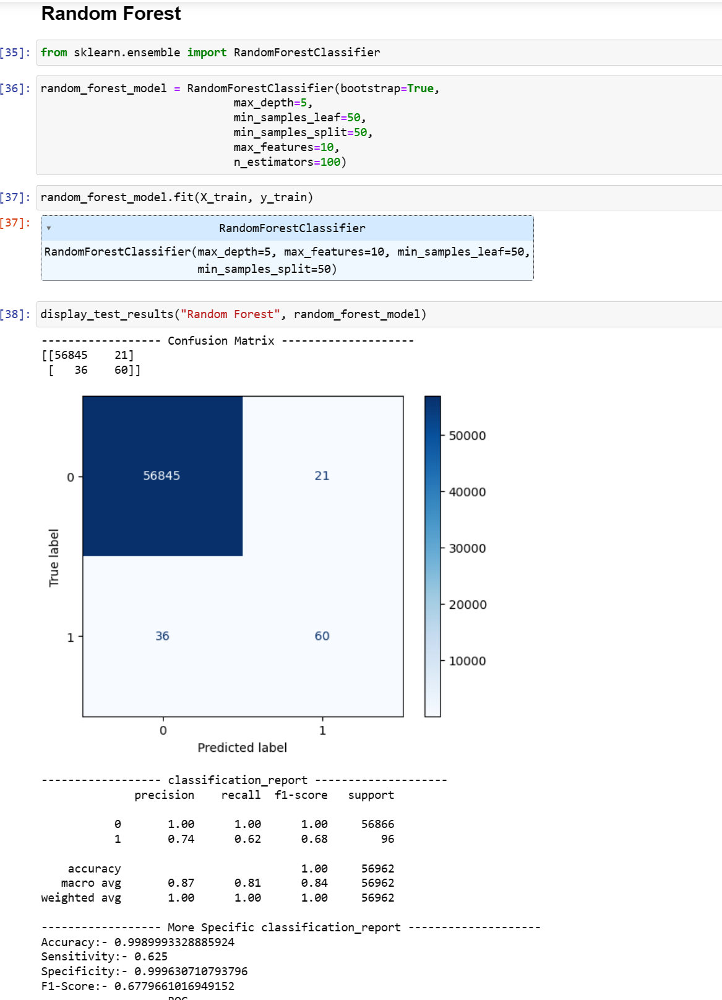 Random Forest
[35]: from sklearn.ensemble import RandomForestClassifier
[36]: random_forest_model = RandomForestClassifier(bootstrap=True,
max_depth=5,
min_samples_leaf=50,
min_samples_split=50,
max_features=10,
n_estimators=100)
[37]: random_forest_model.fit(X_train, y_train)
[37]: ▾ RandomForestClassifier
RandomForestClassifier(max_depth=5, max_features=10, min_samples_leaf=50,
min_samples_split=50)
[38]: display_test_results("Random Forest", random_forest_model)
------------------ Confusion Matrix --------------------
[[56845    21]
[   36    60]]
56845 21
0
36 60
1
True label
0 1
Predicted label
50000
40000
30000
20000
10000
------------------ classification_report --------------------
precision    recall  f1-score   support
0       1.00      1.00      1.00     56866
1       0.74      0.62      0.68        96
accuracy                           1.00     56962
macro avg       0.87      0.81      0.84     56962
weighted avg       1.00      1.00      1.00     56962
------------------ More Specific classification_report --------------------
Accuracy:- 0.9989993328885924
Sensitivity:- 0.625
Specificity:- 0.999630710793796
F1-Score:- 0.6779661016949152